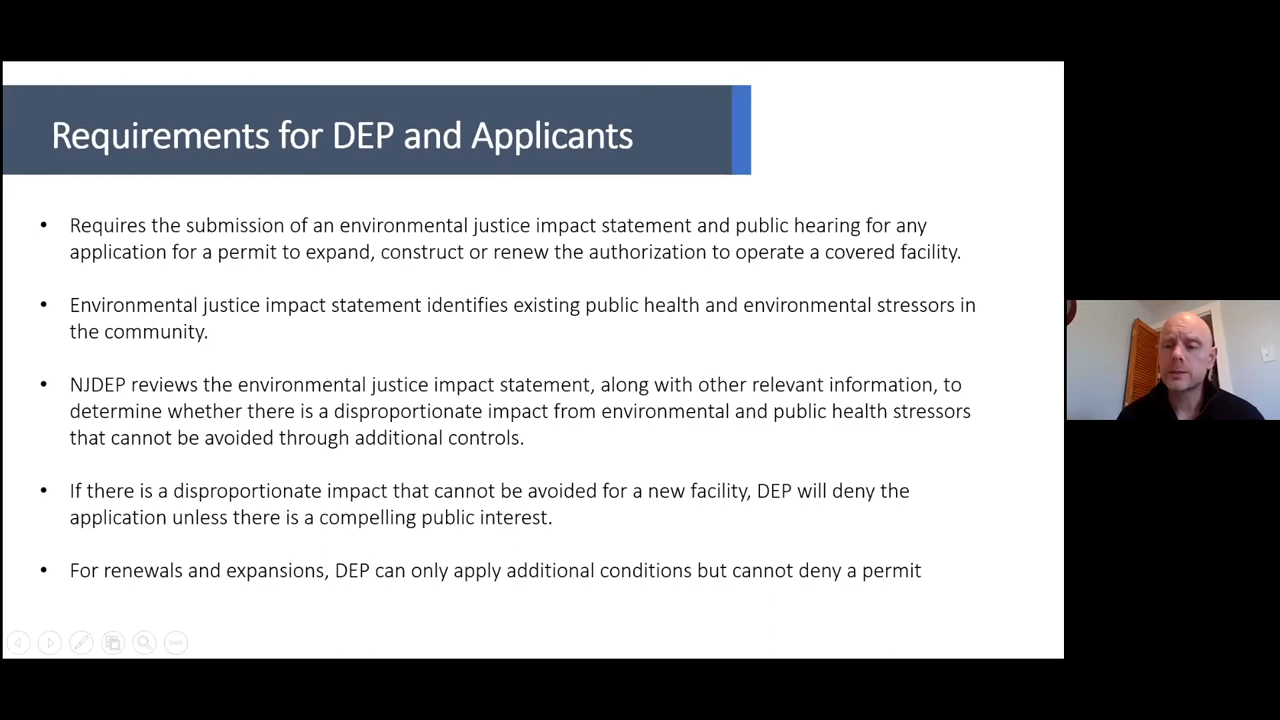 Requirements for DEP and Applicants
• Requires the submission of an environmental justice impact statement and public hearing for any
application for a permit to expand, construct or renew the authorization to operate a covered facility.
• Environmental justice impact statement identifies existing public health and environmental stressors in
the community.
• NJDEP reviews the environmental justice impact statement, along with other relevant information, to
determine whether there is a disproportionate impact from environmental and public health stressors
that cannot be avoided through additional controls.
• If there is a disproportionate impact that cannot be avoided for a new facility, DEP will deny the
application unless there is a compelling public interest.
• For renewals and expansions, DEP can only apply additional conditions but cannot deny a permit